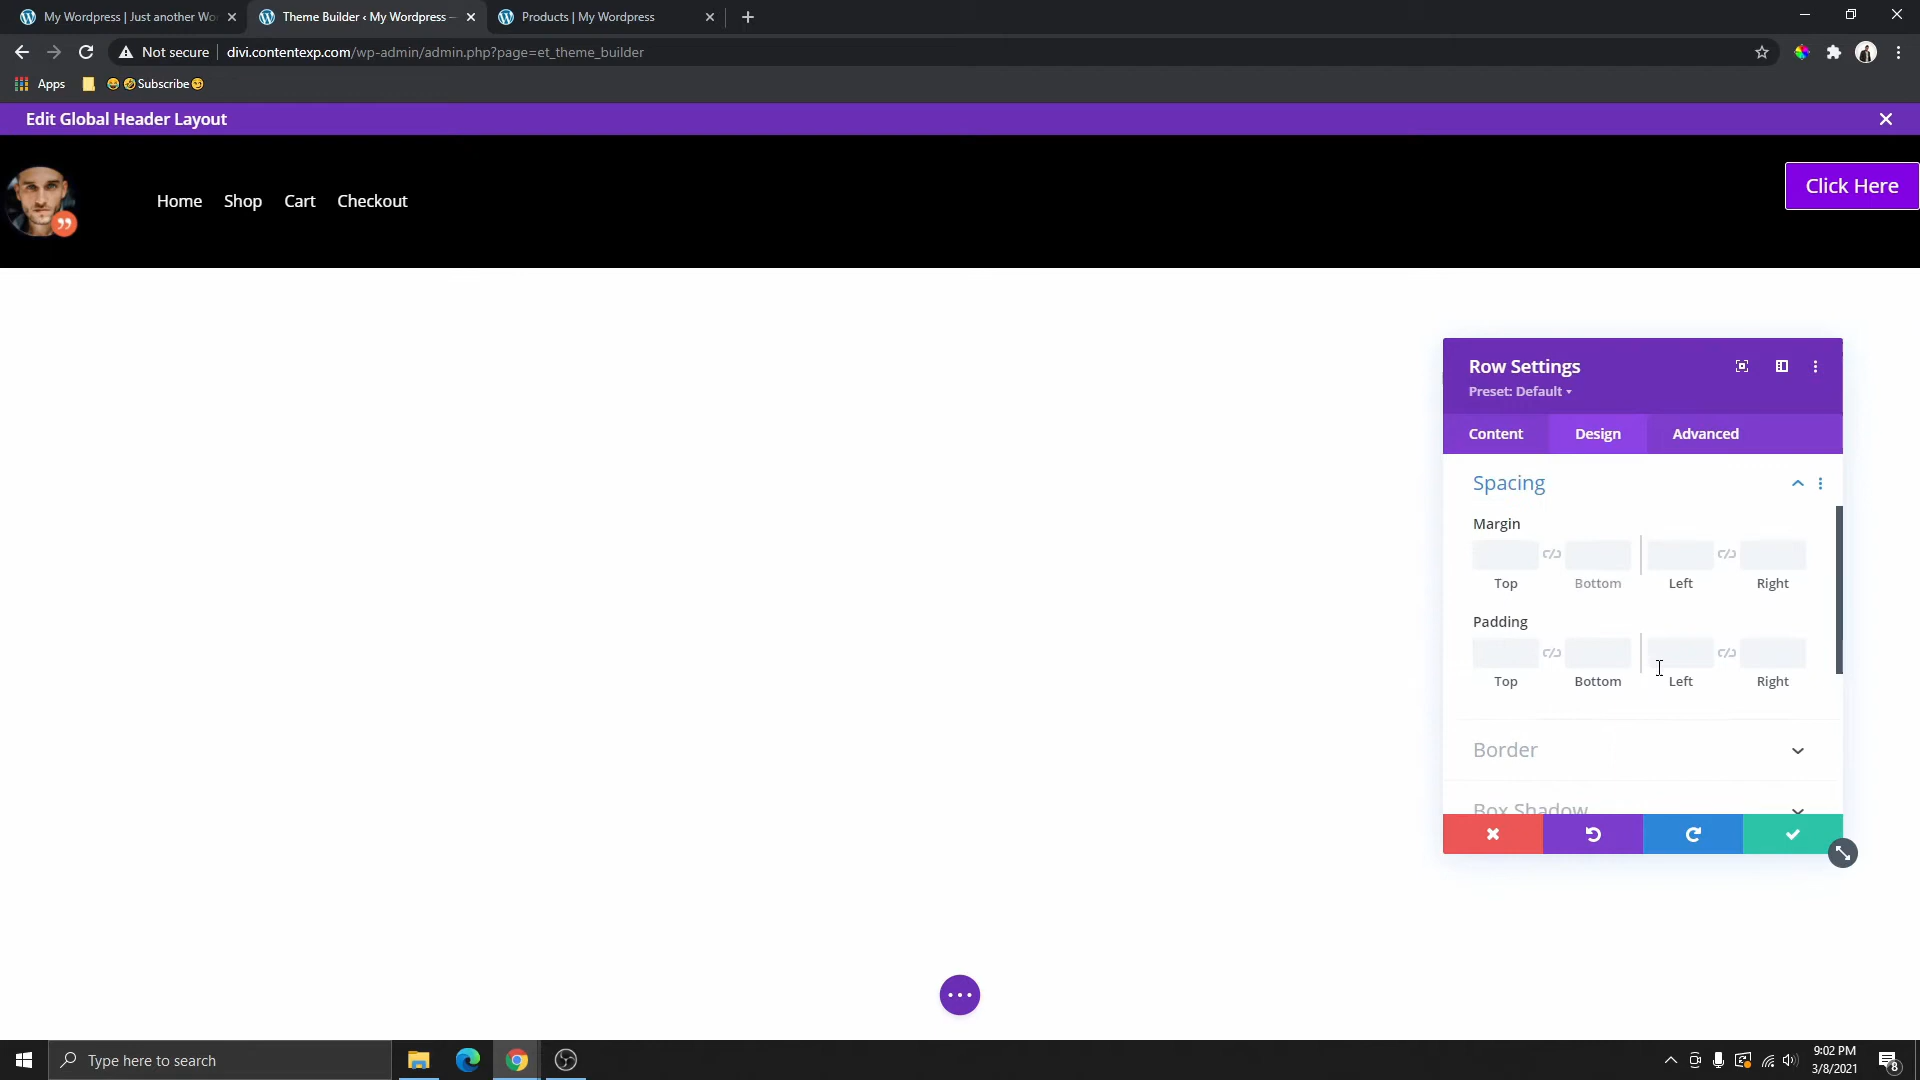 My Wordpress | Just another Wo
Theme Builder ‹ My Wordpress —
Products | My Wordpress
Not secure
divi.contentexp.com/wp-admin/admin.php?page=et_theme_builder
Apps
😄🤣Subscribe😏
Edit Global Header Layout
Home
Shop
Cart
Checkout
Click Here
Row Settings
Preset: Default
Content
Design
Advanced
Spacing
Margin
Top
Bottom
Left
Right
Padding
Top
Bottom
Left
Right
Border
Box Shadow
Type here to search
9:02 PM
3/8/2021
8